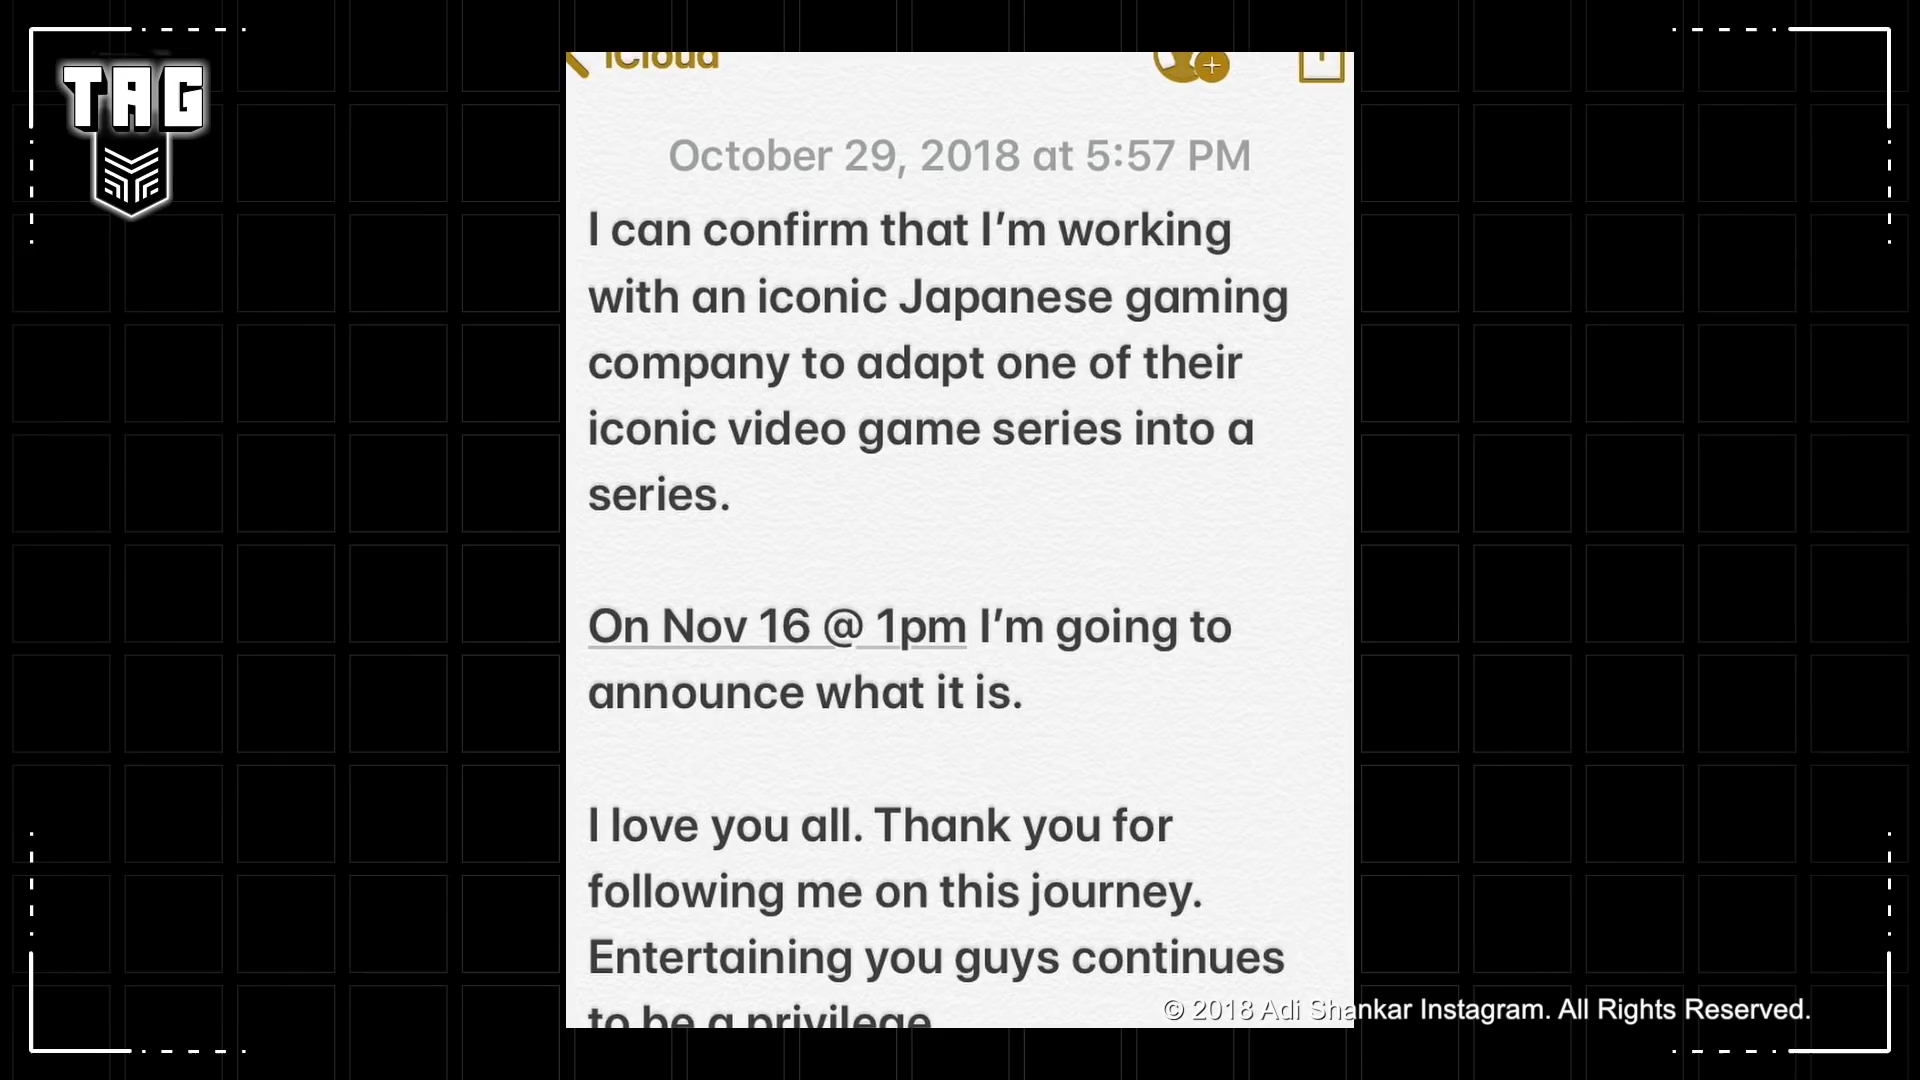 TAG
iCloud
October 29, 2018 at 5:57 PM
I can confirm that I'm working
with an iconic Japanese gaming
company to adapt one of their
iconic video game series into a
series.
On Nov 16 @ 1pm I'm going to
announce what it is.
I love you all. Thank you for
following me on this journey.
Entertaining you guys continues
to be a privilege
© 2018 Adi Shankar Instagram. All Rights Reserved.